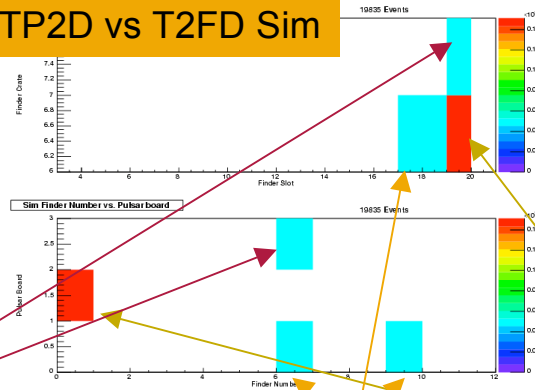 TP2D vs T2FD Sim
19835 Events
7.4
7.2
7
6.8
6.6
6.4
6.2
6
4 6 8 10 12 14 16 18 20
Finder Crate
Finder Slot
Sim Finder Number vs. Pulsar board
19835 Events
3
2.5
2
1.5
1
0.5
0
0 2 4 6 8 10 12
Pulsar Board
Finder Numb